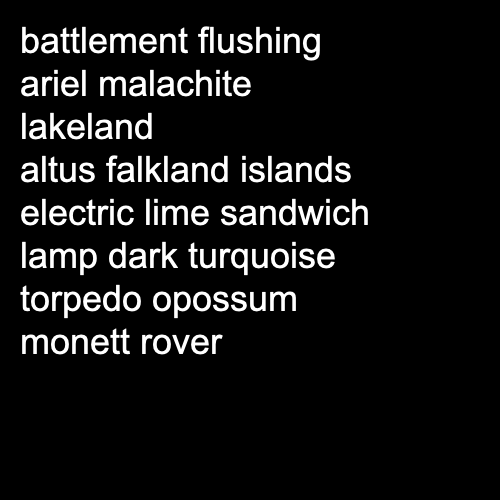 battlement flushing
ariel malachite
lakeland
altus falkland islands
electric lime sandwich
lamp dark turquoise
torpedo opossum
monett rover